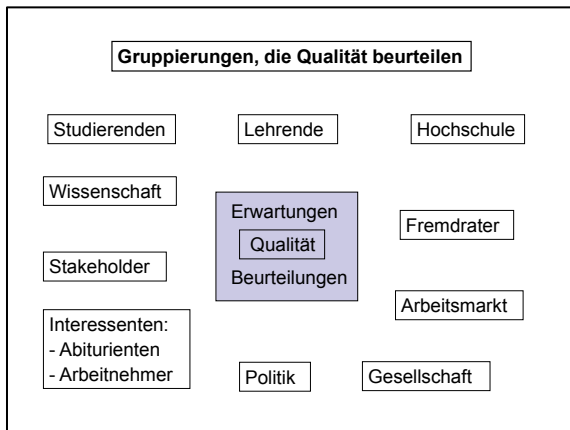 Gruppierungen, die Qualität beurteilen
Studierenden
Lehrende
Hochschule
Wissenschaft
Erwartungen
Qualität
Beurteilungen
Fremdrater
Stakeholder
Arbeitsmarkt
Interessenten:
- Abiturienten
- Arbeitnehmer
Politik
Gesellschaft